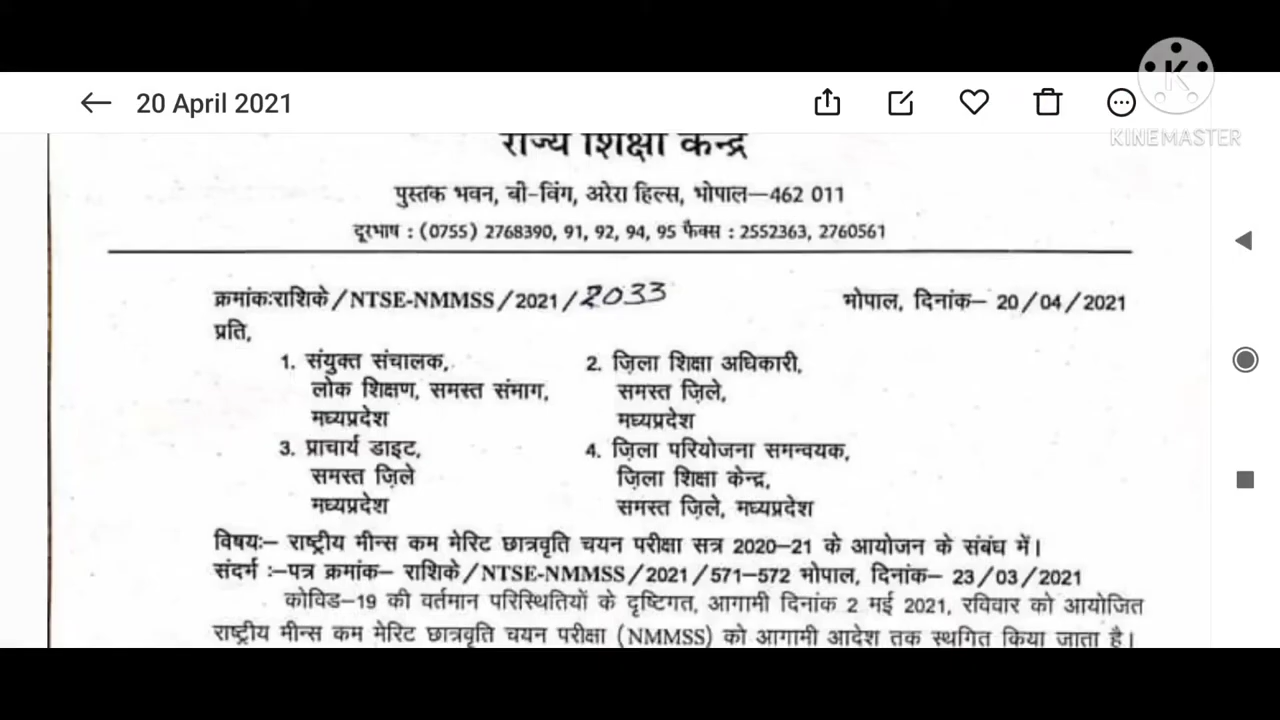 20 April 2021
KINEMASTER
राज्य शिक्षा केन्द्र
पुस्तक भवन, बी-विंग, अरेरा हिल्स, भोपाल–462 011
दूरभाष : (0755) 2768390, 91, 92, 94, 95 फैक्स : 2552363, 2760561
क्रमांकःराशिके/NTSE-NMMSS/2021/2033 भोपाल, दिनांक– 20/04/2021
प्रति,
1. संयुक्त संचालक, 2. ज़िला शिक्षा अधिकारी,
लोक शिक्षण, समस्त संभाग, समस्त ज़िले,
मध्यप्रदेश मध्यप्रदेश
3. प्राचार्य डाइट, 4. ज़िला परियोजना समन्वयक,
समस्त ज़िले ज़िला शिक्षा केन्द्र,
मध्यप्रदेश समस्त ज़िले, मध्यप्रदेश
विषयः– राष्ट्रीय मीन्स कम मेरिट छात्रवृति चयन परीक्षा सत्र 2020–21 के आयोजन के संबंध में।
संदर्भ :–पत्र क्रमांक– राशिके/NTSE-NMMSS/2021/571–572 भोपाल, दिनांक– 23/03/2021
कोविड–19 की वर्तमान परिस्थितियों के दृष्टिगत, आगामी दिनांक 2 मई 2021, रविवार को आयोजित
राष्ट्रीय मीन्स कम मेरिट छात्रवृति चयन परीक्षा (NMMSS) को आगामी आदेश तक स्थगित किया जाता है।